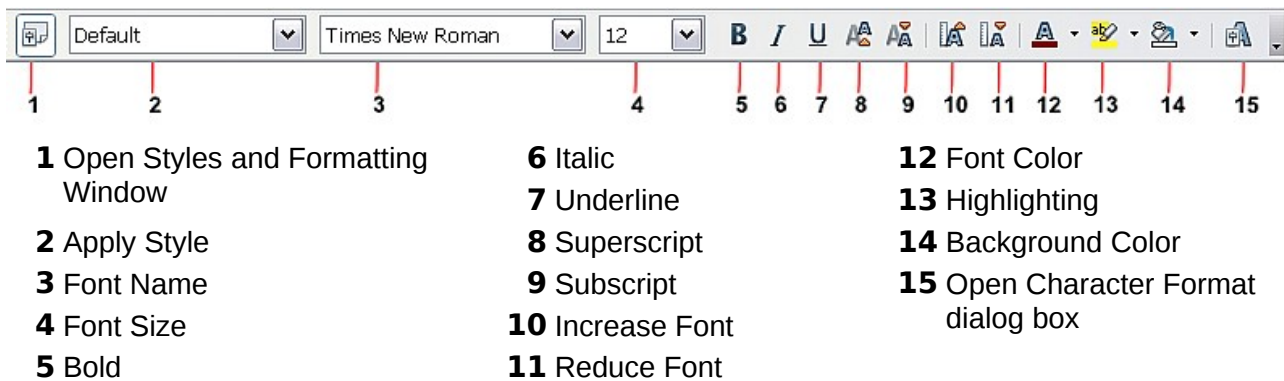 Default Times New Roman 12 B I U
1 2 3 4 5 6 7 8 9 10 11 12 13 14 15
1 Open Styles and Formatting
Window
2 Apply Style
3 Font Name
4 Font Size
5 Bold
6 Italic
7 Underline
8 Superscript
9 Subscript
10 Increase Font
11 Reduce Font
12 Font Color
13 Highlighting
14 Background Color
15 Open Character Format
dialog box